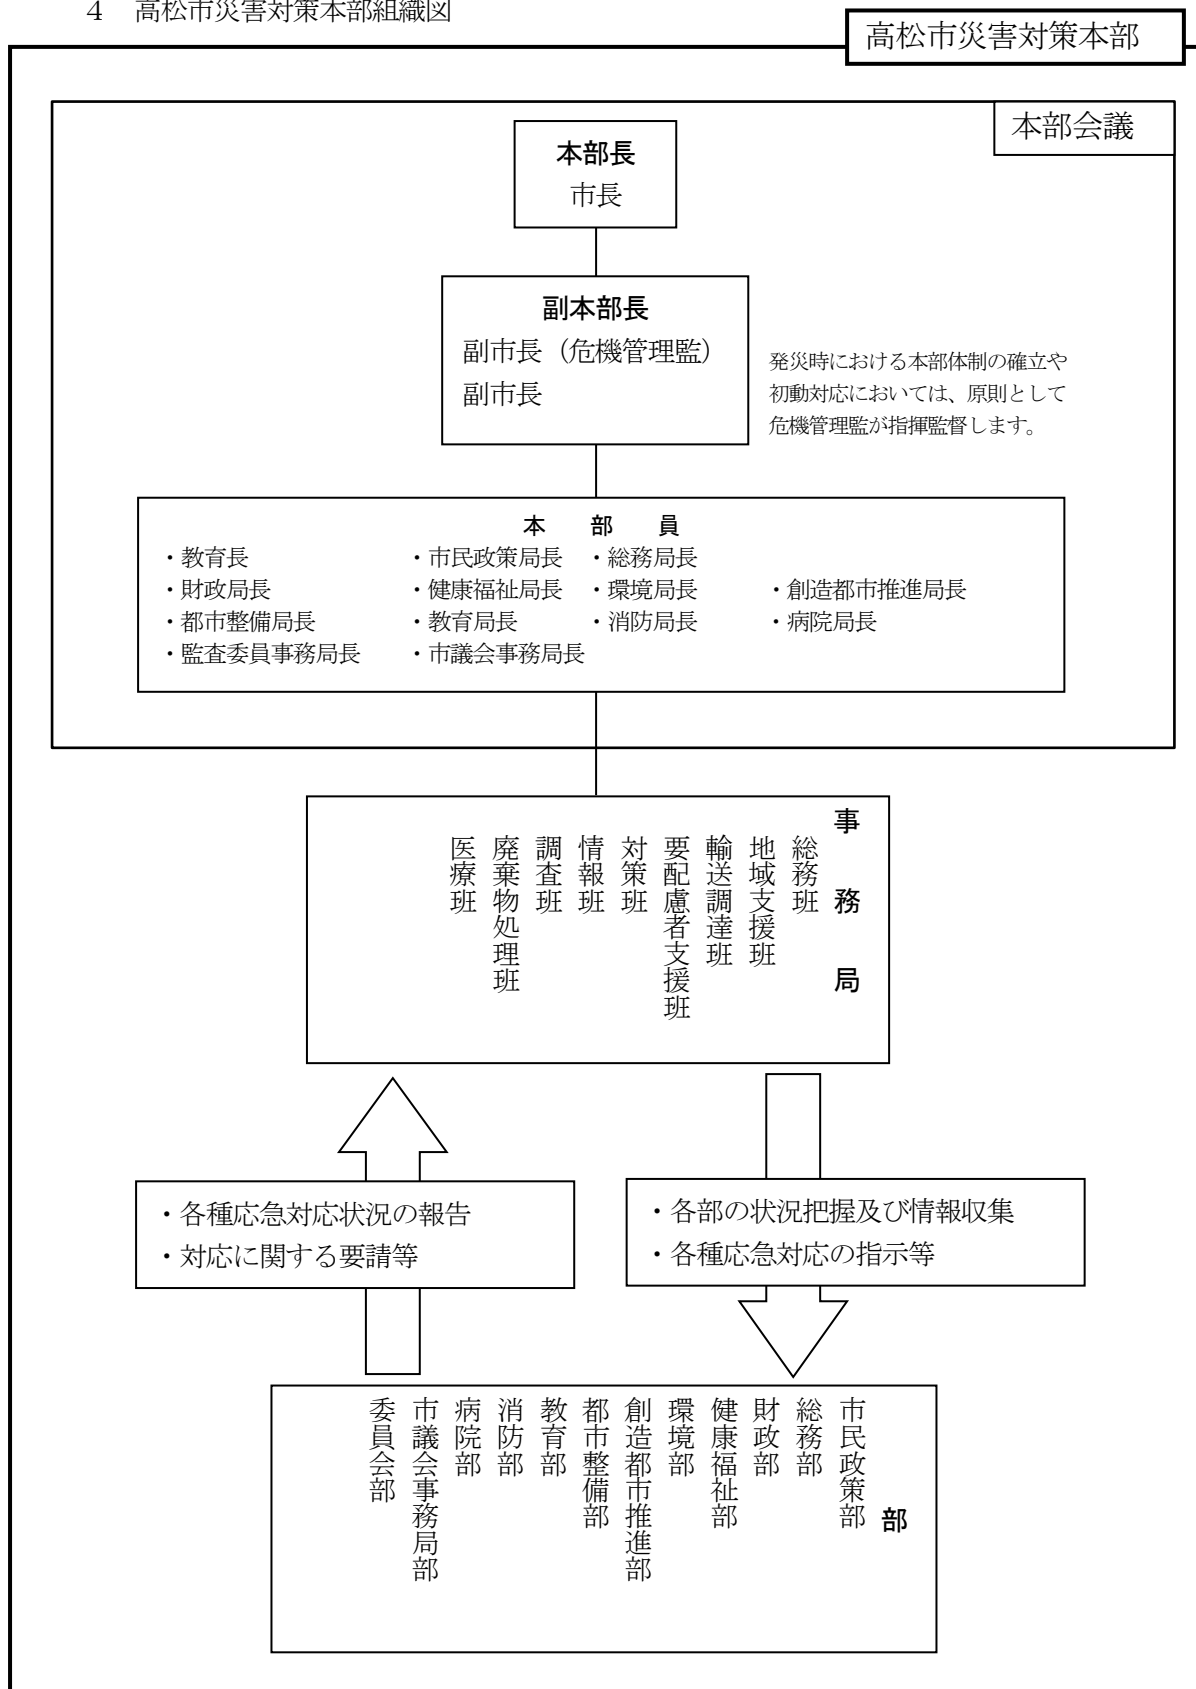 ４　高松市災害対策本部組織図
高松市災害対策本部
本部会議
本部長
市長
副本部長
副市長（危機管理監）
副市長
発災時における本部体制の確立や
初動対応においては、原則として
危機管理監が指揮監督します。
本　部　員
・教育長　・市民政策局長　・総務局長
・財政局長　・健康福祉局長　・環境局長　・創造都市推進局長
・都市整備局長　・教育局長　・消防局長　・病院局長
・監査委員事務局長　・市議会事務局長
事　務　局
総務班
地域支援班
輸送調達班
要配慮者支援班
対策班
情報班
調査班
廃棄物処理班
医療班
・各種応急対応状況の報告
・対応に関する要請等
・各部の状況把握及び情報収集
・各種応急対応の指示等
部
市民政策部
総務部
財政部
健康福祉部
環境部
創造都市推進部
都市整備部
教育部
消防部
病院部
市議会事務局部
委員会部